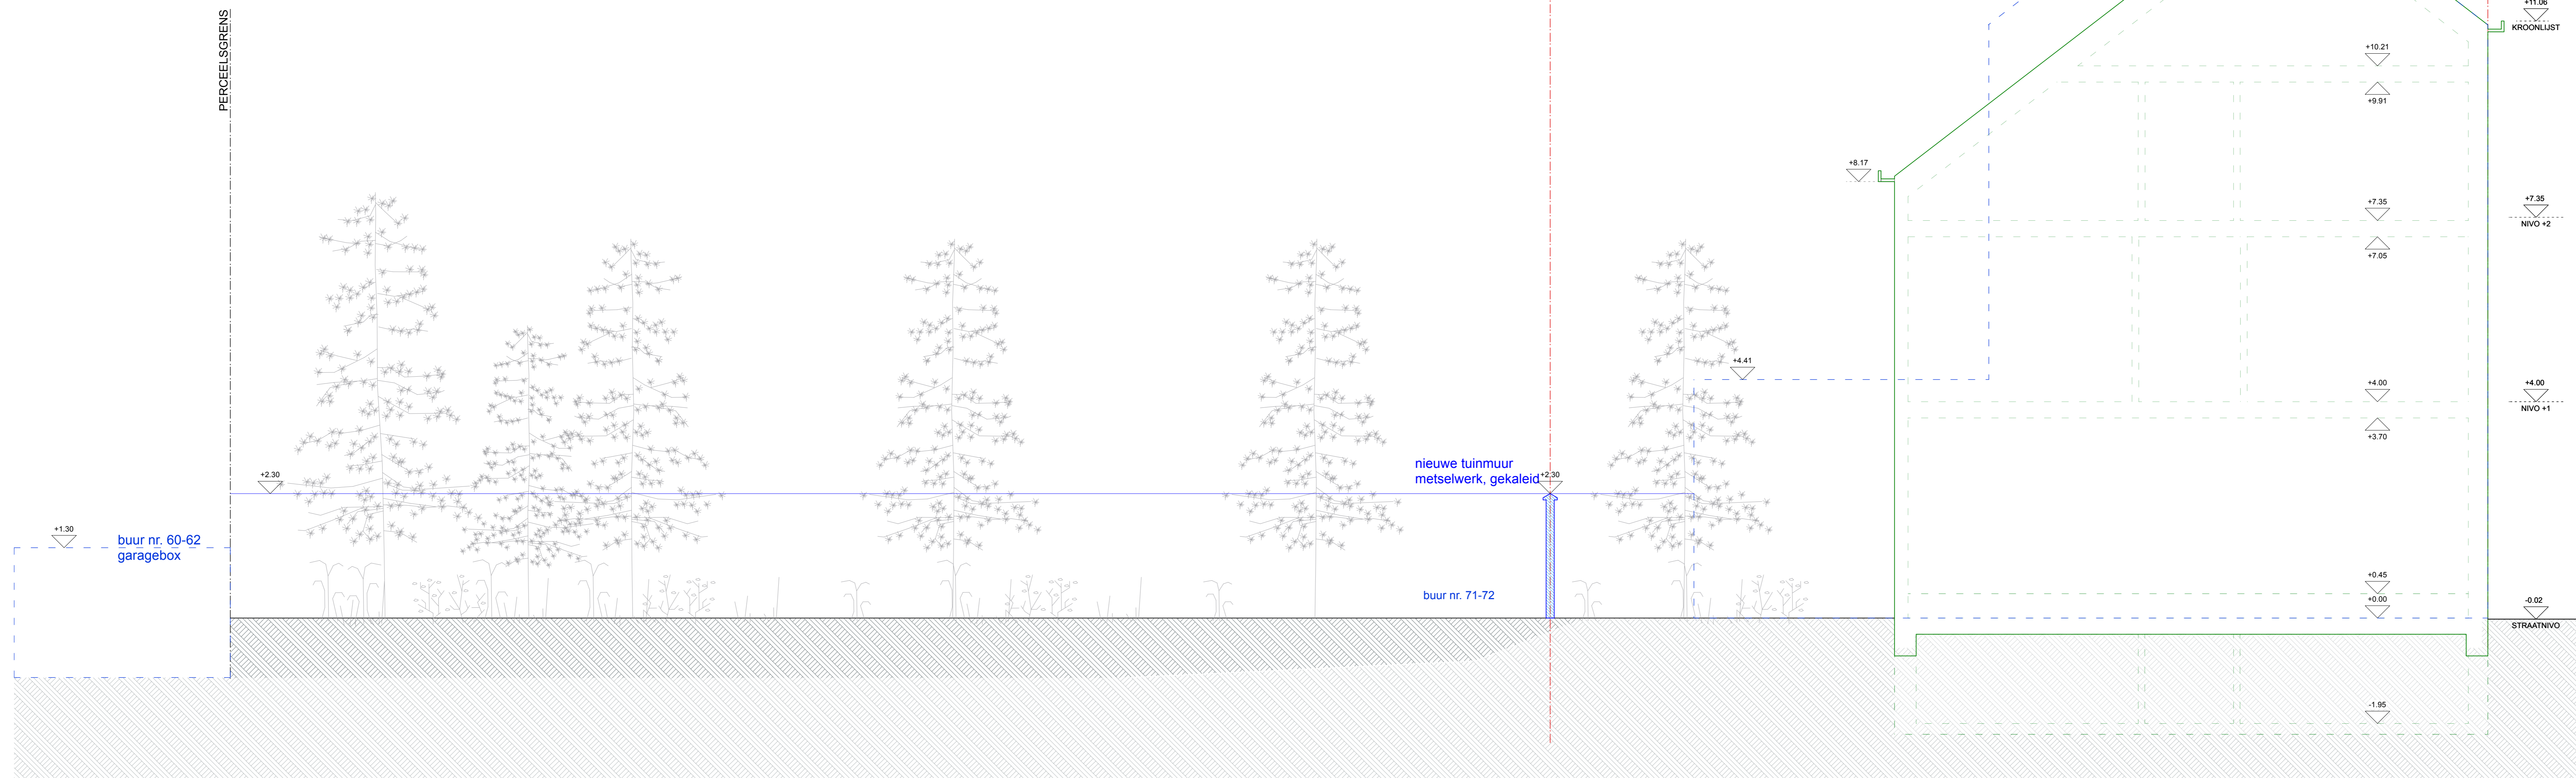 PERCEELSGRENS
+11.06
KROONLIJST
+10.21
+9.91
+8.17
+7.35
+7.35
NIVO +2
+7.05
+4.41
+4.00
+4.00
NIVO +1
+3.70
nieuwe tuinmuur
metselwerk, gekaleid
+2.30
+2.30
+1.30
buur nr. 60-62
garagebox
buur nr. 71-72
+0.45
+0.00
-0.02
STRAATNIVO
-1.95